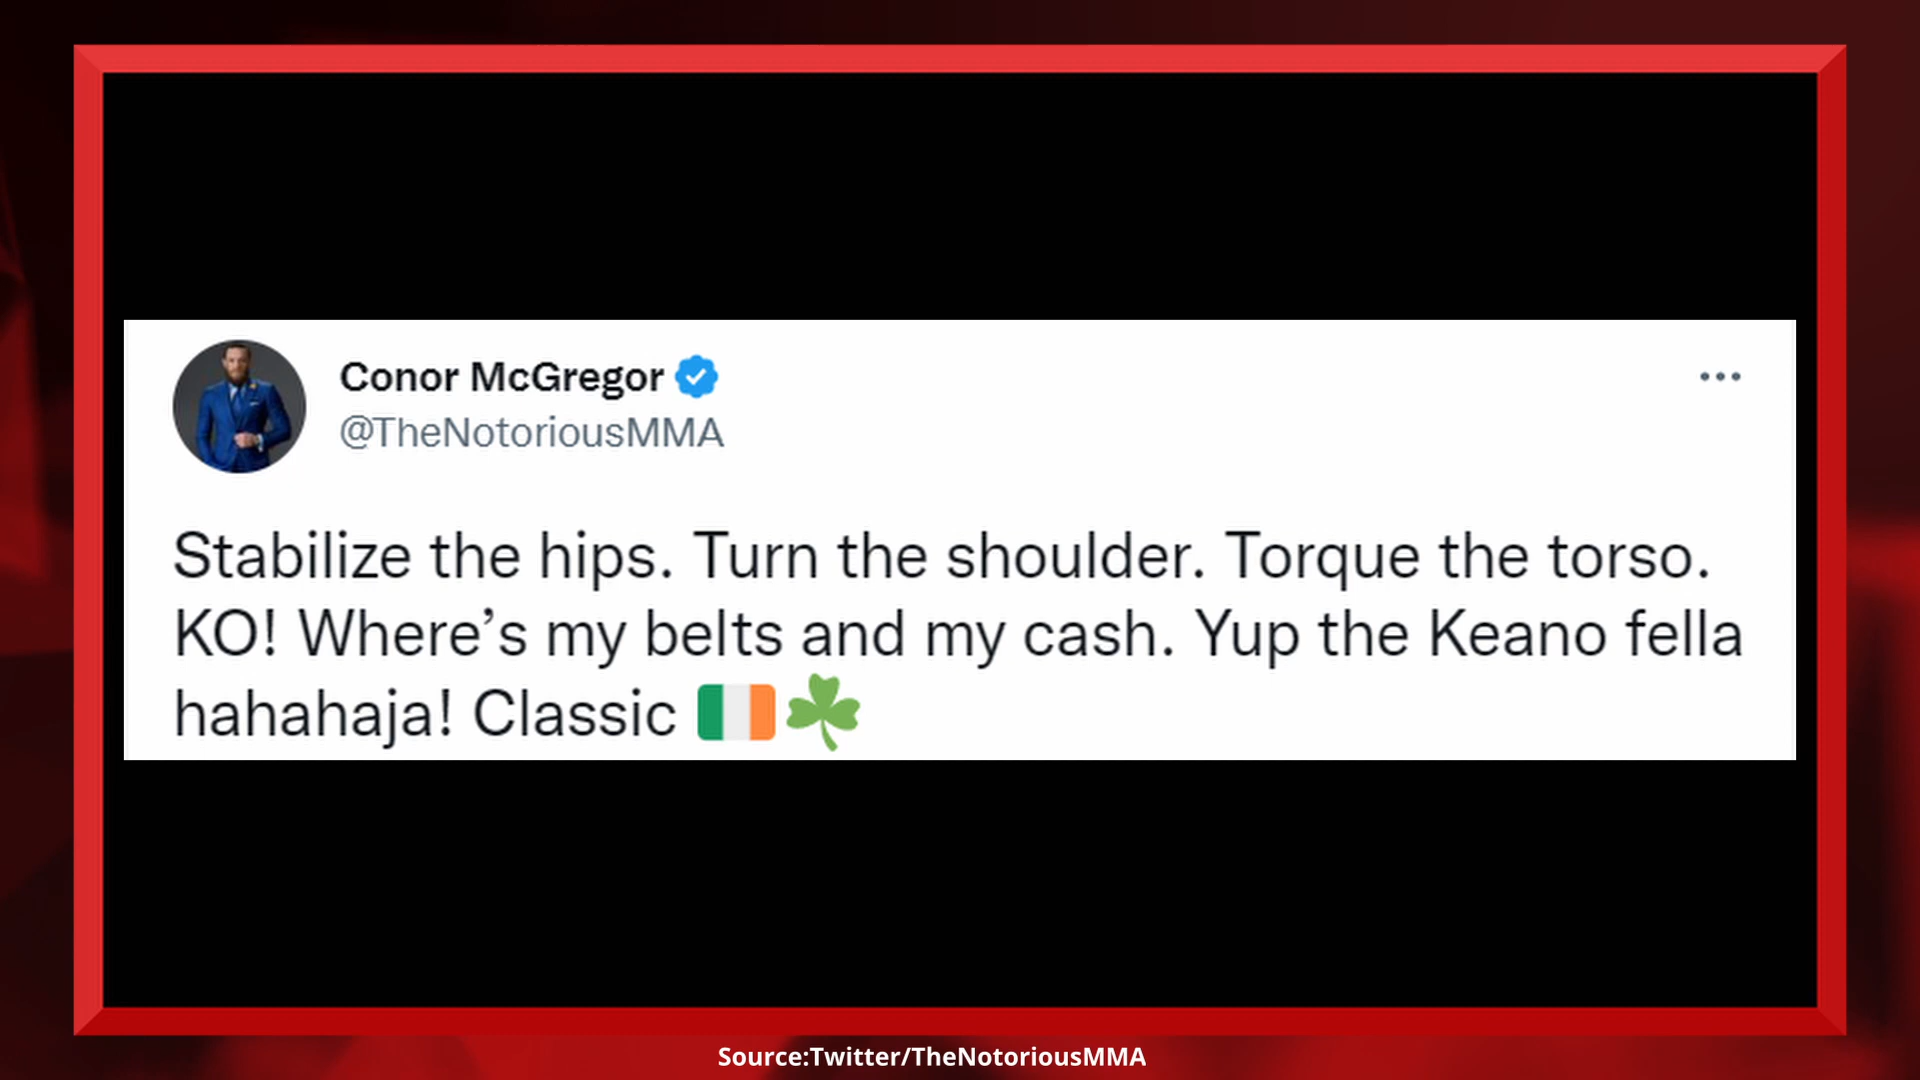 Conor McGregor
@TheNotoriousMMA
Stabilize the hips. Turn the shoulder. Torque the torso.
KO! Where’s my belts and my cash. Yup the Keano fella
hahahaja! Classic 🇮🇪☘️
Source:Twitter/TheNotoriousMMA